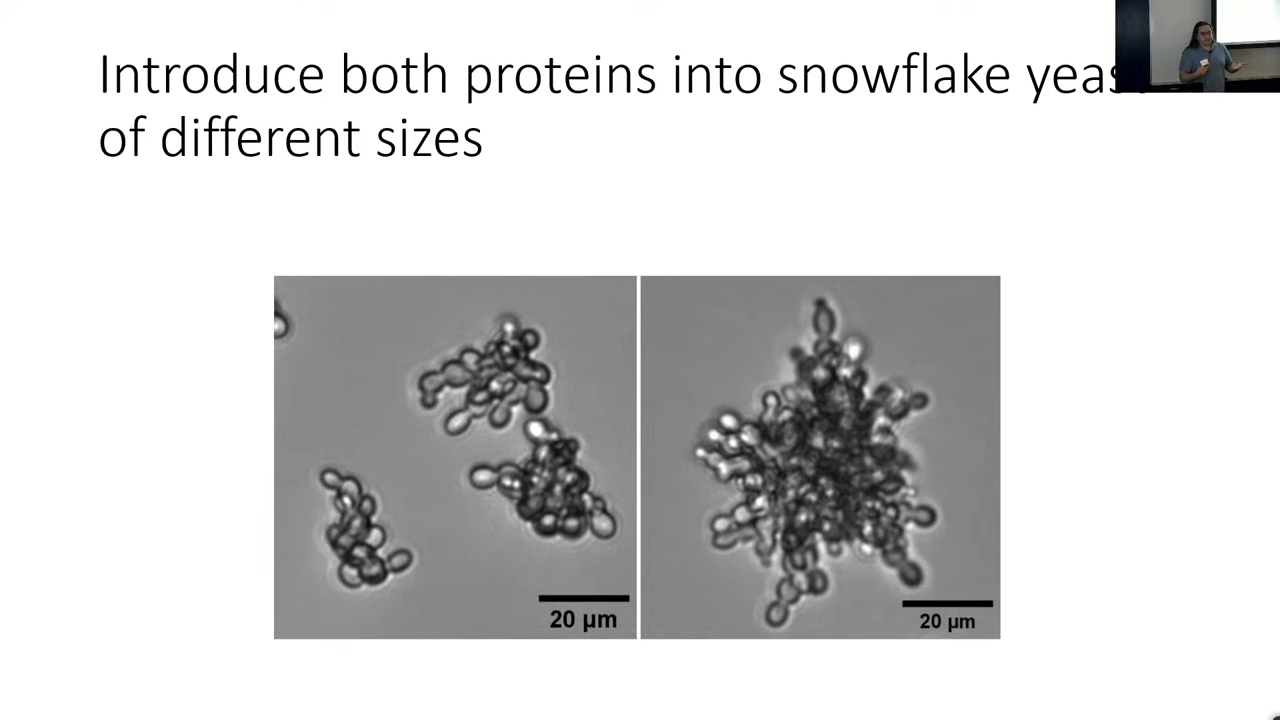 Introduce both proteins into snowflake
of different sizes
20 µm
20 µm